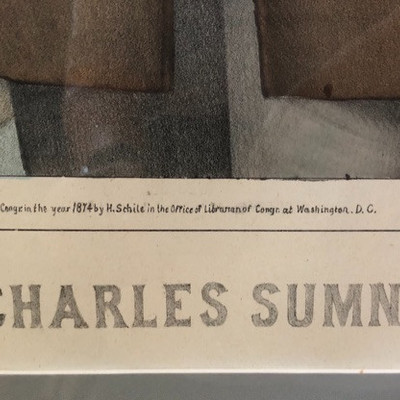 Congr. in the year 1874 by H. Schile in the Office of Librarian of Congr. at Washington. D. C.
CHARLES SUMN